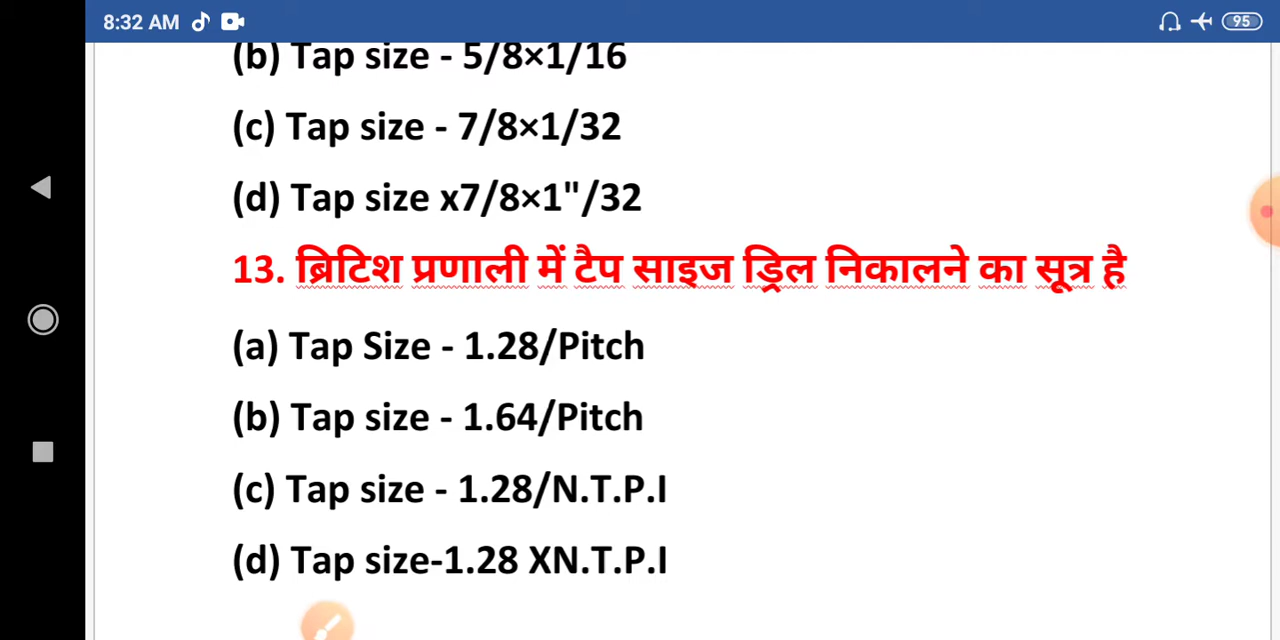 8:32 AM 95
(b) Tap size - 5/8×1/16
(c) Tap size - 7/8×1/32
(d) Tap size x7/8×1"/32
13. ब्रिटिश प्रणाली में टैप साइज ड्रिल निकालने का सूत्र है
(a) Tap Size - 1.28/Pitch
(b) Tap size - 1.64/Pitch
(c) Tap size - 1.28/N.T.P.I
(d) Tap size-1.28 XN.T.P.I